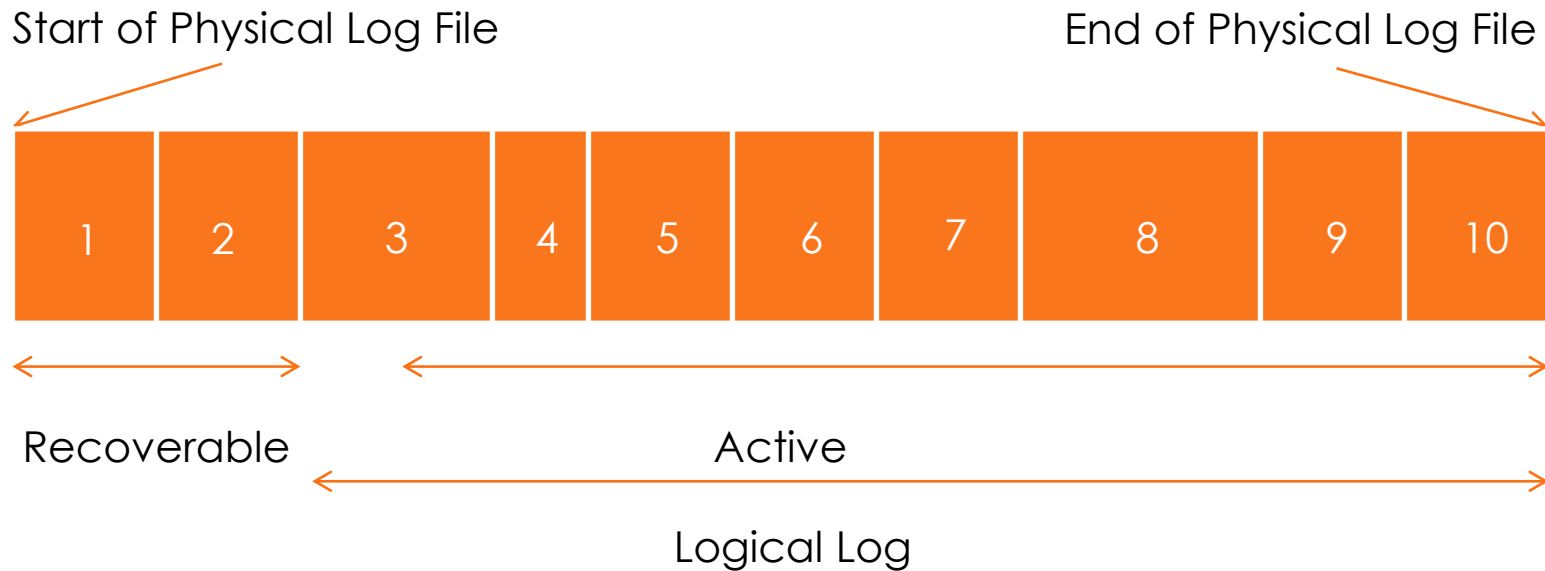 Start of Physical Log File
End of Physical Log File
1
2
3
4
5
6
7
8
9
10
Recoverable
Active
Logical Log